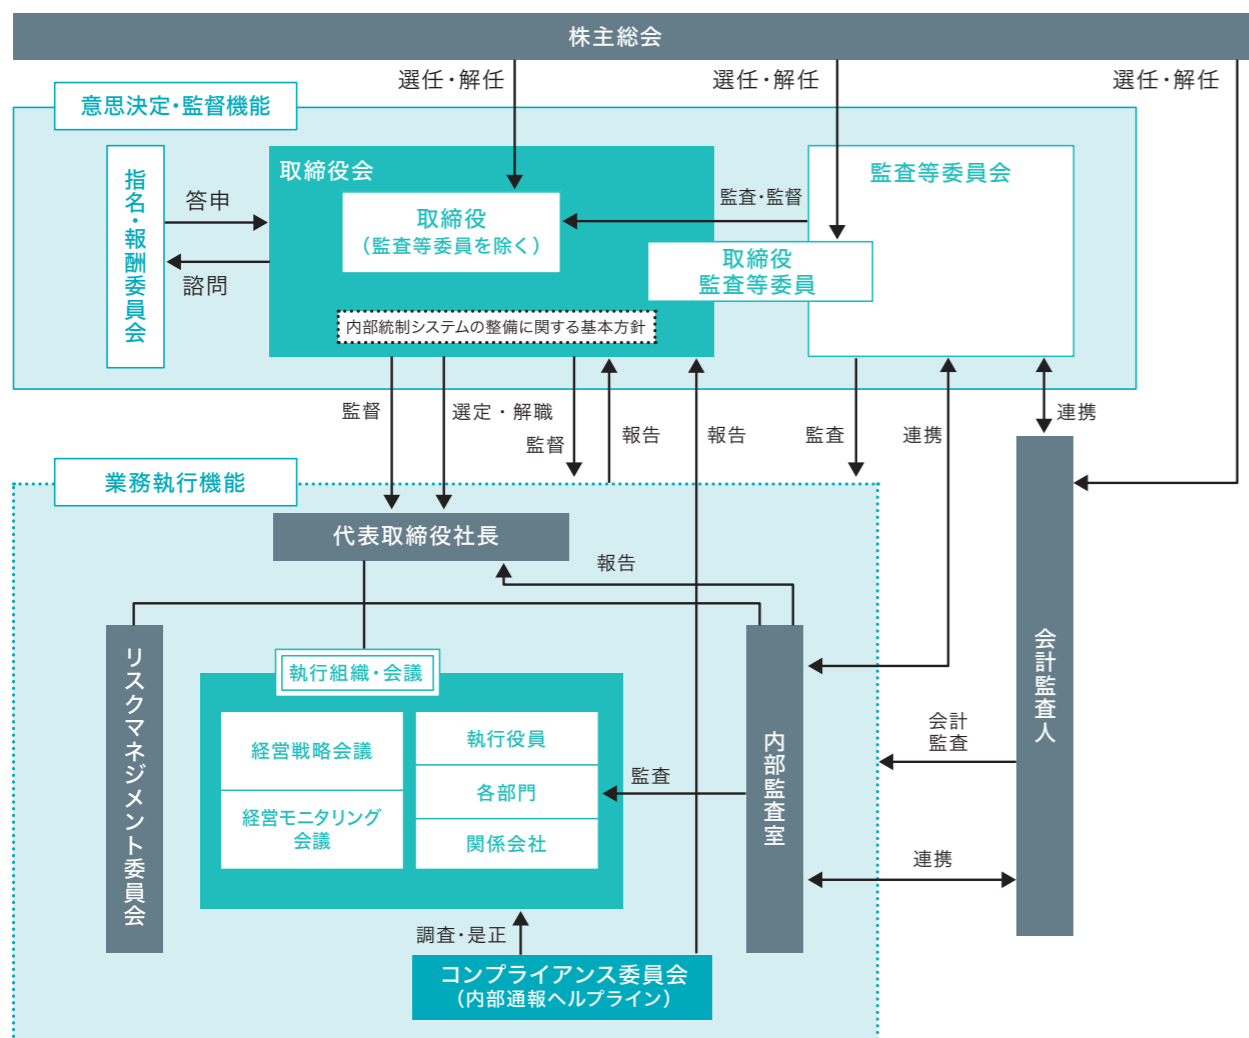 株主総会
選任・解任
選任・解任
選任・解任
意思決定・監督機能
指名・報酬委員会
答申
諮問
取締役会
取締役
（監査等委員を除く）
監査・監督
監査等委員会
取締役
監査等委員
内部統制システムの整備に関する基本方針
監督
選定・解職
監督
報告
報告
監査
連携
連携
業務執行機能
代表取締役社長
報告
リスクマネジメント委員会
執行組織・会議
経営戦略会議
経営モニタリング
会議
執行役員
各部門
関係会社
監査
内部監査室
会計
監査
会計監査人
連携
調査・是正
コンプライアンス委員会
（内部通報ヘルプライン）